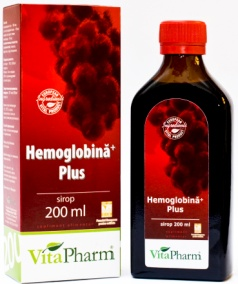 Hemoglobină+
Plus
sirop
200 ml
VitaPharm
Hemoglobină+
Plus
sirop 200 ml
VitaPharm